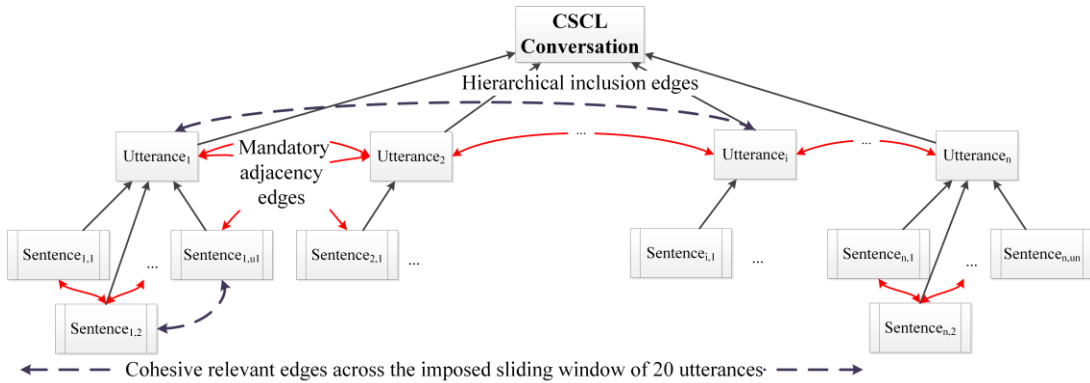 CSCL
Conversation
Hierarchical inclusion edges
...
...
Utterance1
Mandatory
adjacency
edges
Utterance2
Utterancei
Utterancen
Sentence1,1
...
Sentence1,u1
Sentence2,1
...
Sentencei,1
...
Sentencen,1
...
Sentencen,un
Sentence1,2
Sentencen,2
Cohesive relevant edges across the imposed sliding window of 20 utterances